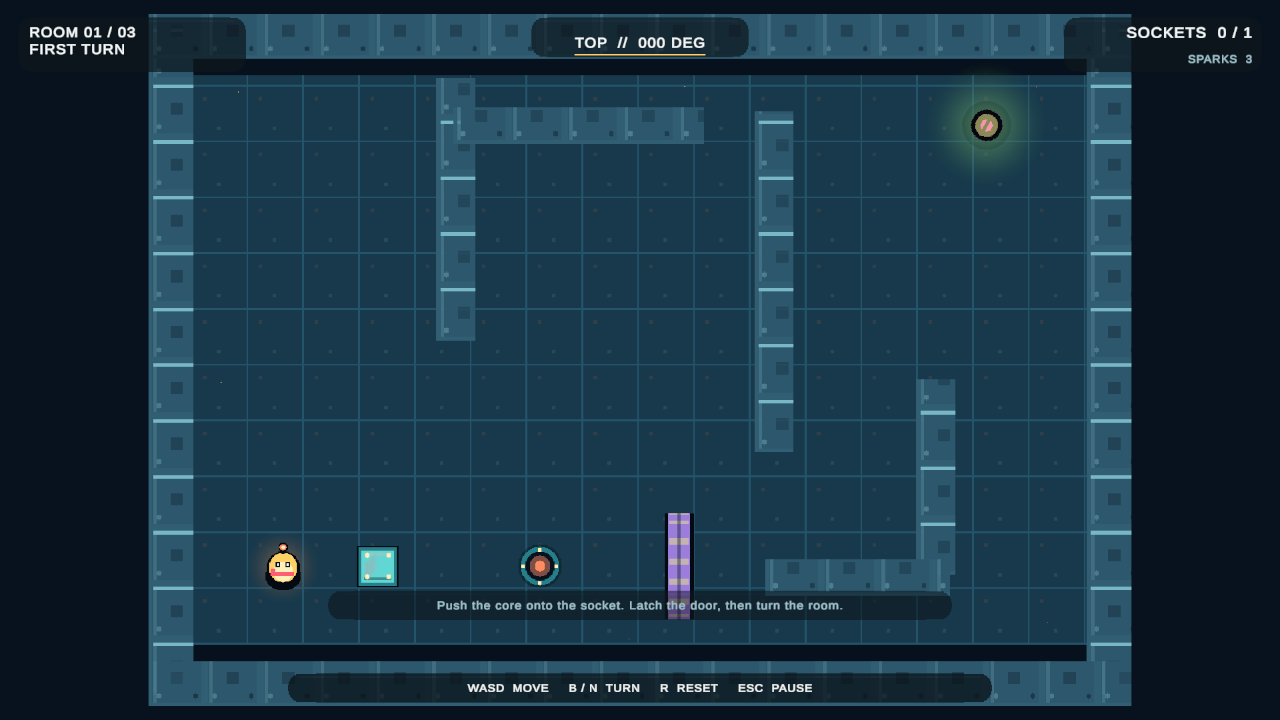 ROOM 01 / 03
FIRST TURN
TOP // 000 DEG
SOCKETS 0 / 1
SPARKS 3
Push the core onto the socket. Latch the door, then turn the room.
WASD MOVE B / N TURN R RESET ESC PAUSE